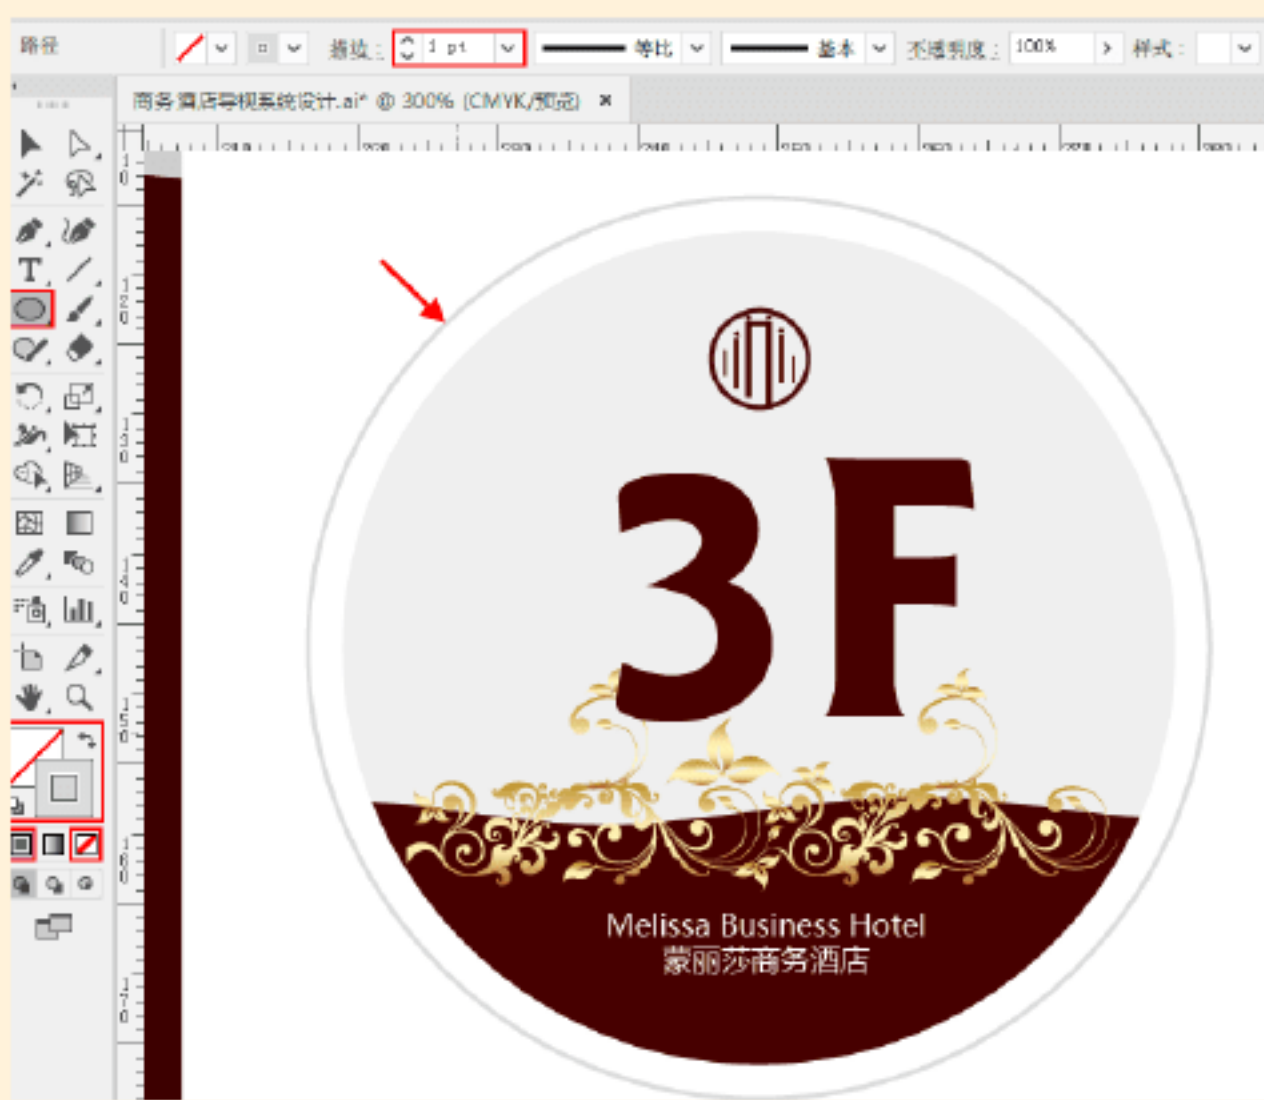 路径 描边： 1 pt 等比 基本 不透明度： 100% 样式：
商务酒店导视系统设计.ai* @ 300% (CMYK/预览) ×
3F
Melissa Business Hotel
蒙丽莎商务酒店